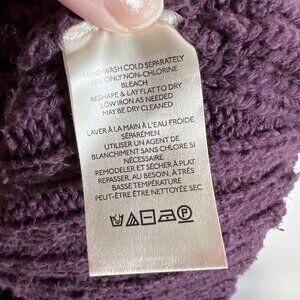 HAND WASH COLD SEPARATELY
USE ONLY NON-CHLORINE
BLEACH
RESHAPE & LAY FLAT TO DRY
LOW IRON AS NEEDED
MAY BE DRY CLEANED
LAVER À LA MAIN À L'EAU FROIDE
SÉPARÉMEN
UTILISER UN AGENT DE
BLANCHIMENT SANS CHLORE SI
NÉCESSAIRE
REMODELER ET SÉCHER À PLAT
REPASSER, AU BESOIN, À TRÈS
BASSE TEMPÉRATURE
PEUT-ÊTRE ÊTRE NETTOYÉE SEC
P